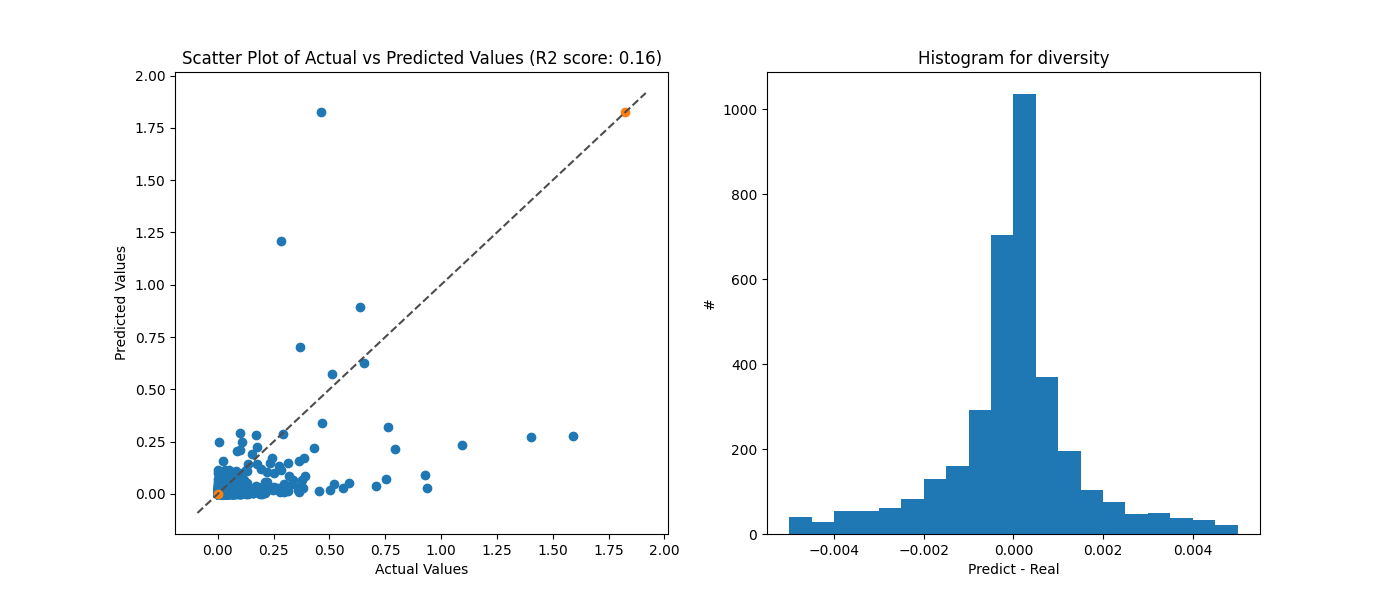 Scatter Plot of Actual vs Predicted Values (R2 score: 0.16)
2.00
1.75
1.50
1.25
1.00
0.75
0.50
0.25
0.00
Predicted Values
0.00 0.25 0.50 0.75 1.00 1.25 1.50 1.75 2.00
Actual Values
Histogram for diversity
1000
800
600
400
200
0
#
−0.004 −0.002 0.000 0.002 0.004
Predict - Real